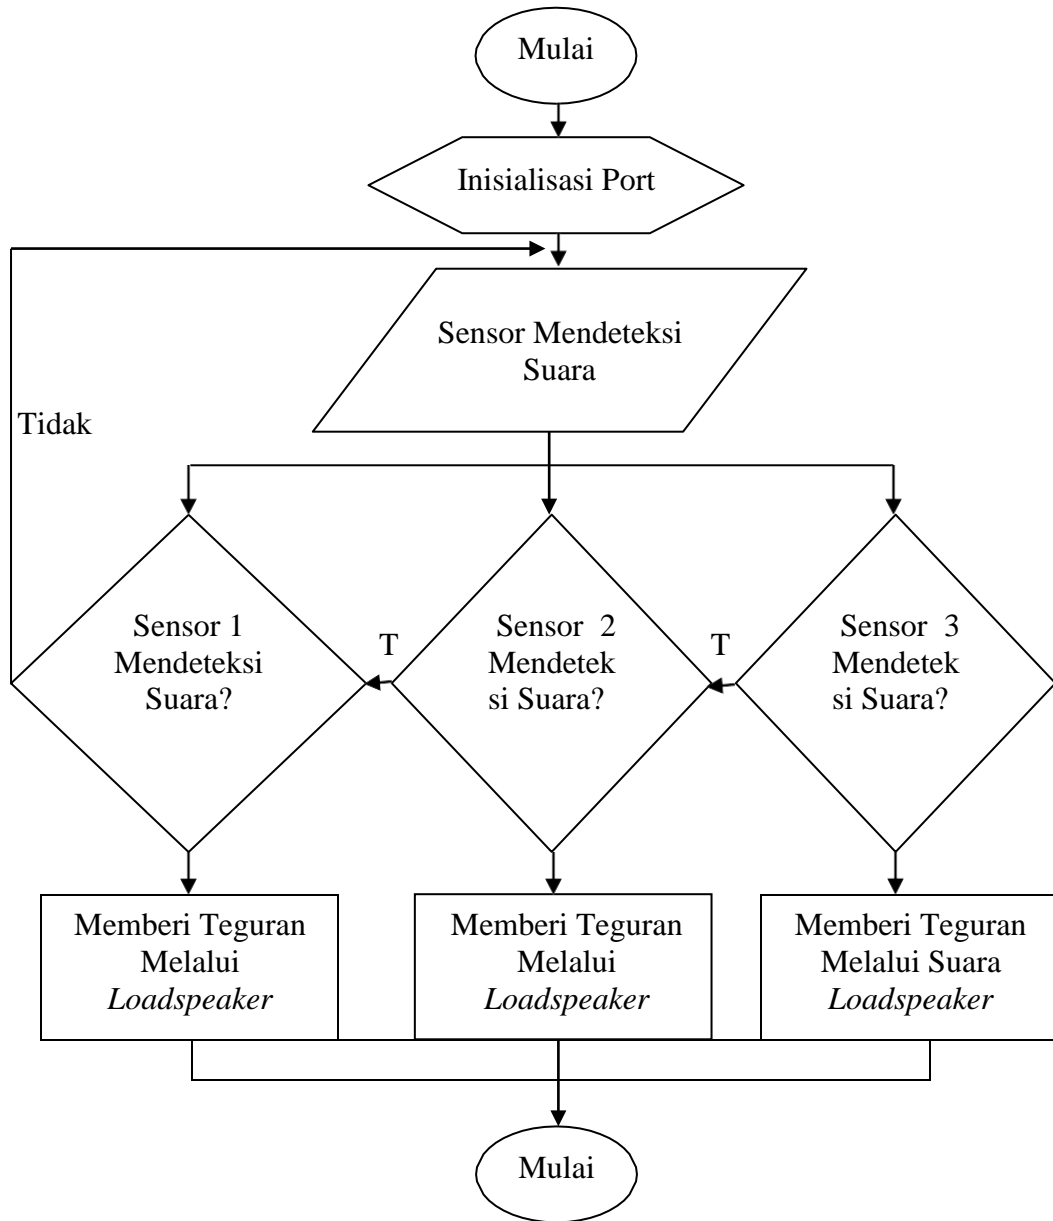 Mulai
Inisialisasi Port
Sensor Mendeteksi
Suara
Tidak
Sensor 1
Mendeteksi
Suara?
T
Sensor 2
Mendetek
si Suara?
T
Sensor 3
Mendetek
si Suara?
Memberi Teguran
Melalui
Loadspeaker
Memberi Teguran
Melalui
Loadspeaker
Memberi Teguran
Melalui Suara
Loadspeaker
Mulai